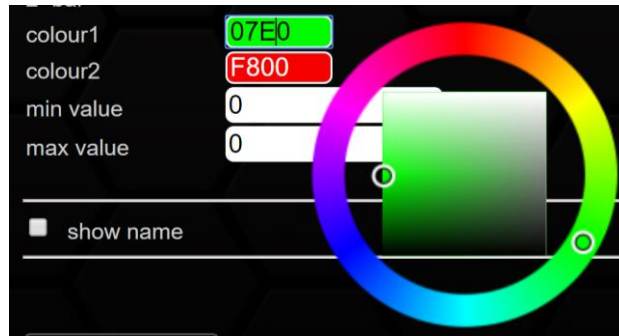 colour1 07E0
colour2 F800
min value 0
max value 0
show name